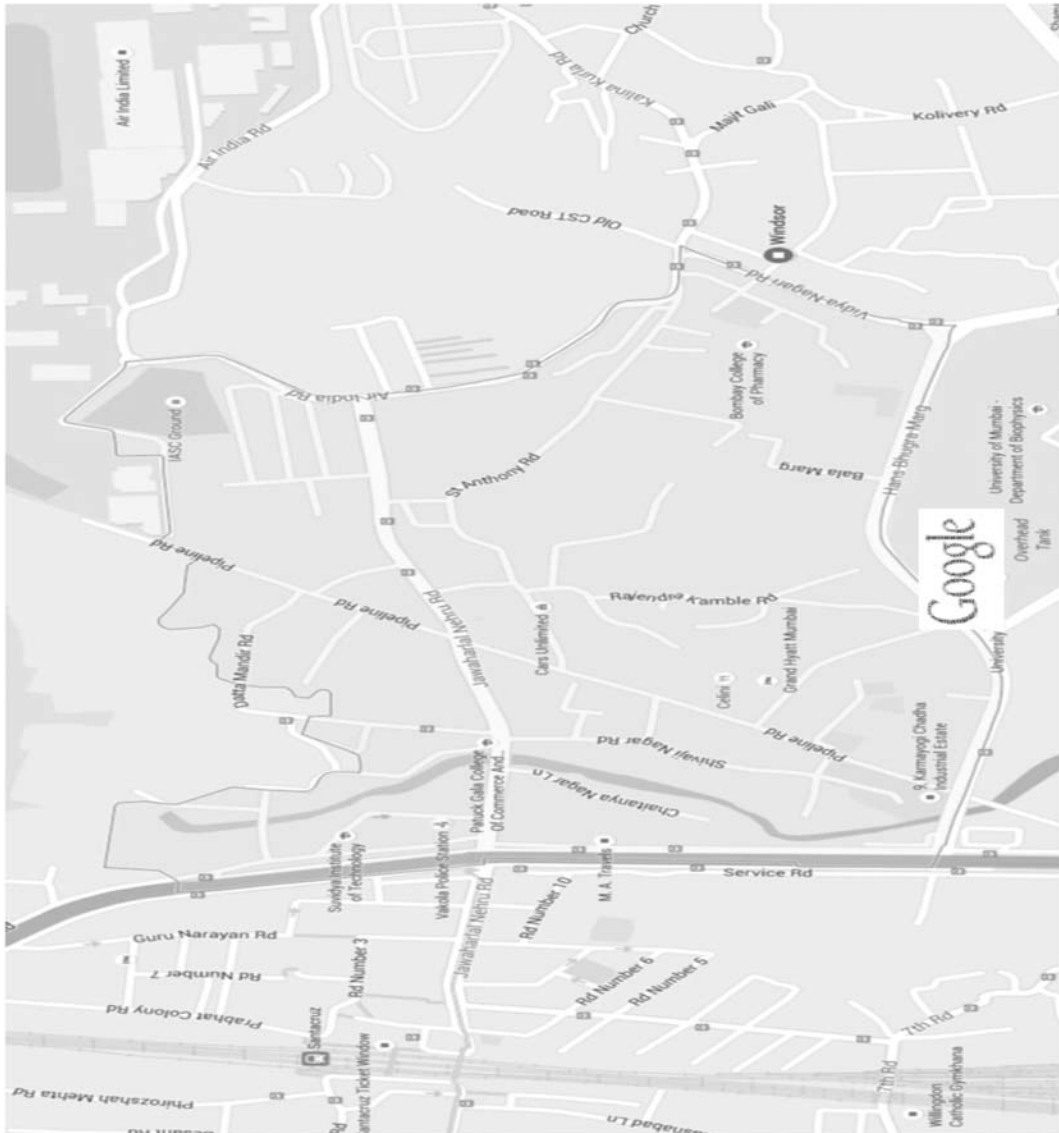 Air India Limited
Air India Rd
Kalina Kurla Rd
Church
Majit Gali
Kolivery Rd
Old CST Road
Windsor
Vidya Nagari Rd
IASC Ground
Air India Rd
Bombay College
of Pharmacy
Hans Bhugra Marg
University of Mumbai -
Department of Biophysics
Overhead
Tank
St Anthony Rd
Bala Marg
Google
Pipeline Rd
Pipeline Rd
Jawaharlal Nehru Rd
Datta Mandir Rd
Cars Unlimited
Celini
Grand Hyatt Mumbai
University
Patuck Gala College
Of Commerce And...
Shivaji Nagar Rd
Pipeline Rd
Chaitanya Nagar Ln
9, Karmayogi Chadha
Industrial Estate
Suvidya Institute
of Technology
Vakola Police Station
M. A. Travels
Service Rd
Guru Narayan Rd
Rd Number 3
Jawaharlal Nehru Rd
Rd Number 10
Rd Number 7
Rd Number 6
Rd Number 5
Prabhat Colony Rd
Santacruz
Santacruz Ticket Window
7th Rd
7th Rd
Phirozshah Mehta Rd
Rd
Willingdon
Catholic Gymkhana